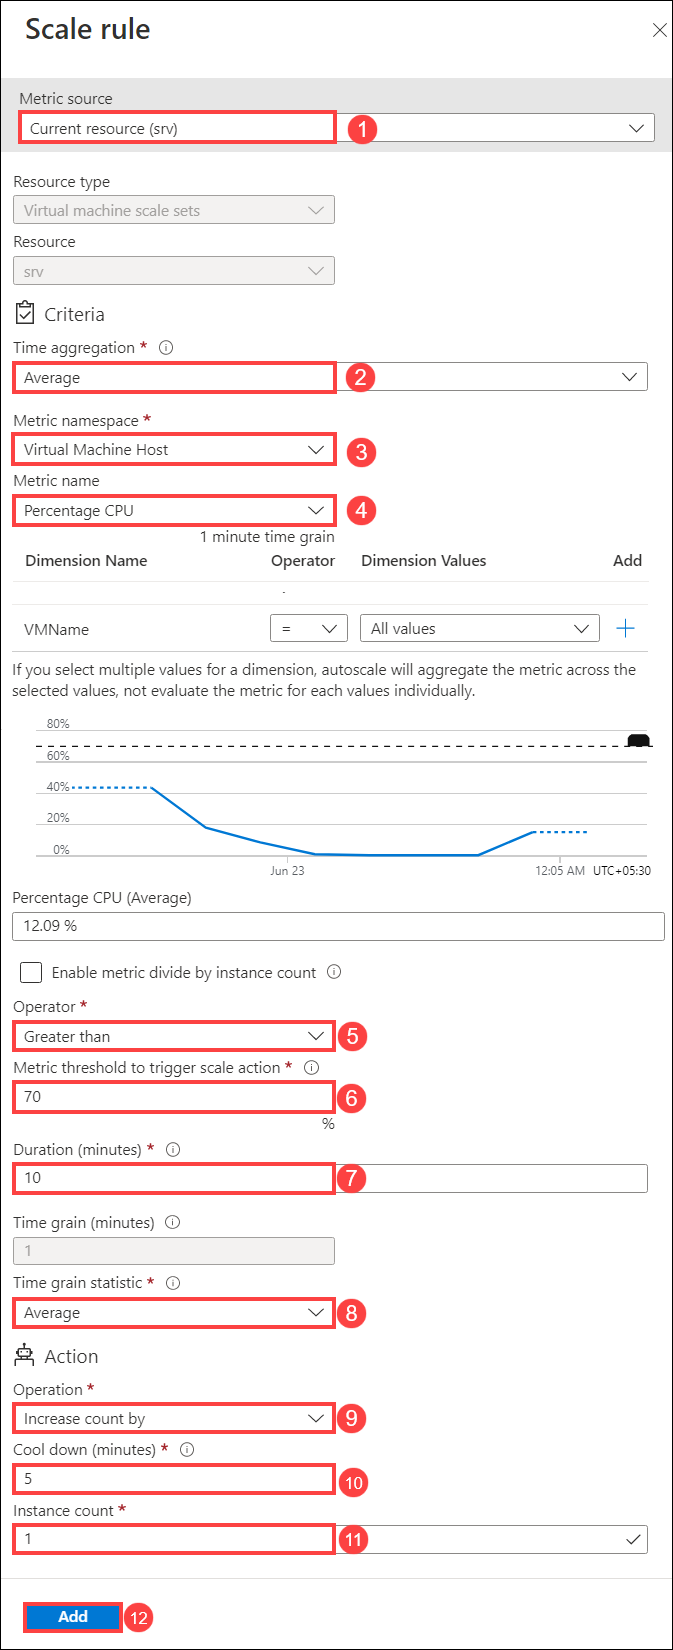 Scale rule
Metric source
Current resource (srv)
1
Resource type
Virtual machine scale sets
Resource
srv
Criteria
Time aggregation *
Average
2
Metric namespace *
Virtual Machine Host
3
Metric name
Percentage CPU
4
1 minute time grain
Dimension Name Operator Dimension Values Add
VMName = All values +
If you select multiple values for a dimension, autoscale will aggregate the metric across the
selected values, not evaluate the metric for each values individually.
80%
60%
40%
20%
0%
Jun 23 12:05 AM UTC+05:30
Percentage CPU (Average)
12.09 %
Enable metric divide by instance count
Operator *
Greater than
5
Metric threshold to trigger scale action *
70
6
%
Duration (minutes) *
10
7
Time grain (minutes)
1
Time grain statistic *
Average
8
Action
Operation *
Increase count by
9
Cool down (minutes) *
5
10
Instance count *
1
11
Add
12